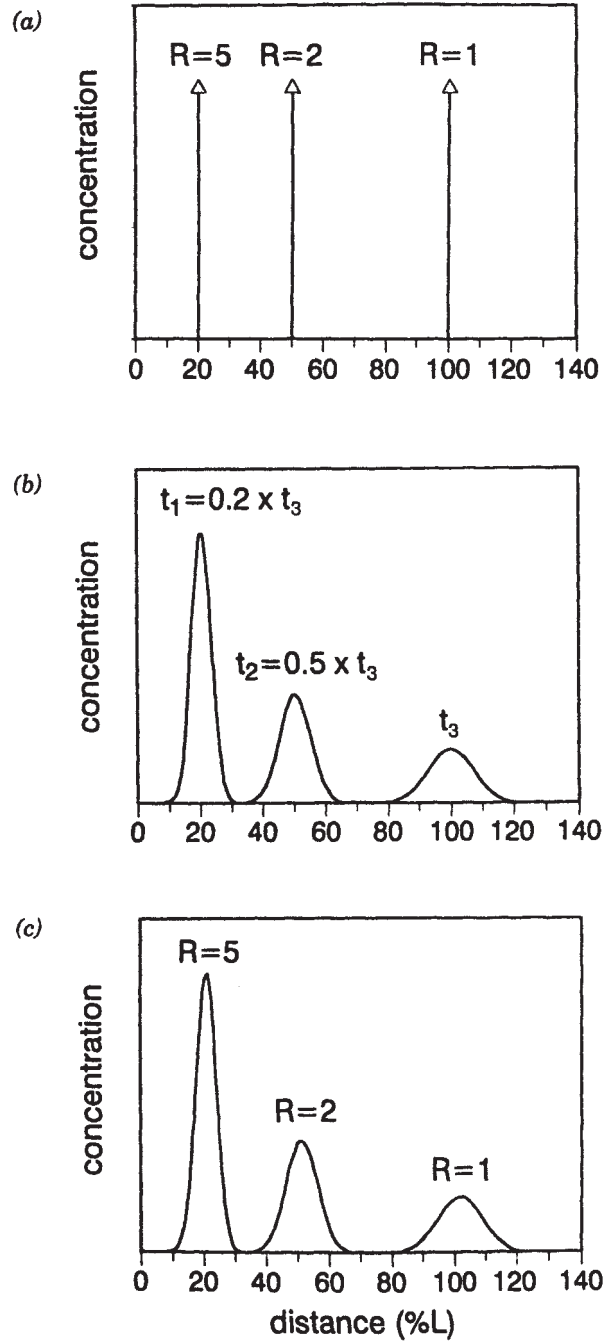 (a)
concentration
R=5 R=2 R=1
0 20 40 60 80 100 120 140
(b)
concentration
t₁=0.2 x t₃
t₂=0.5 x t₃
t₃
0 20 40 60 80 100 120 140
(c)
concentration
R=5
R=2
R=1
0 20 40 60 80 100 120 140
distance (%L)